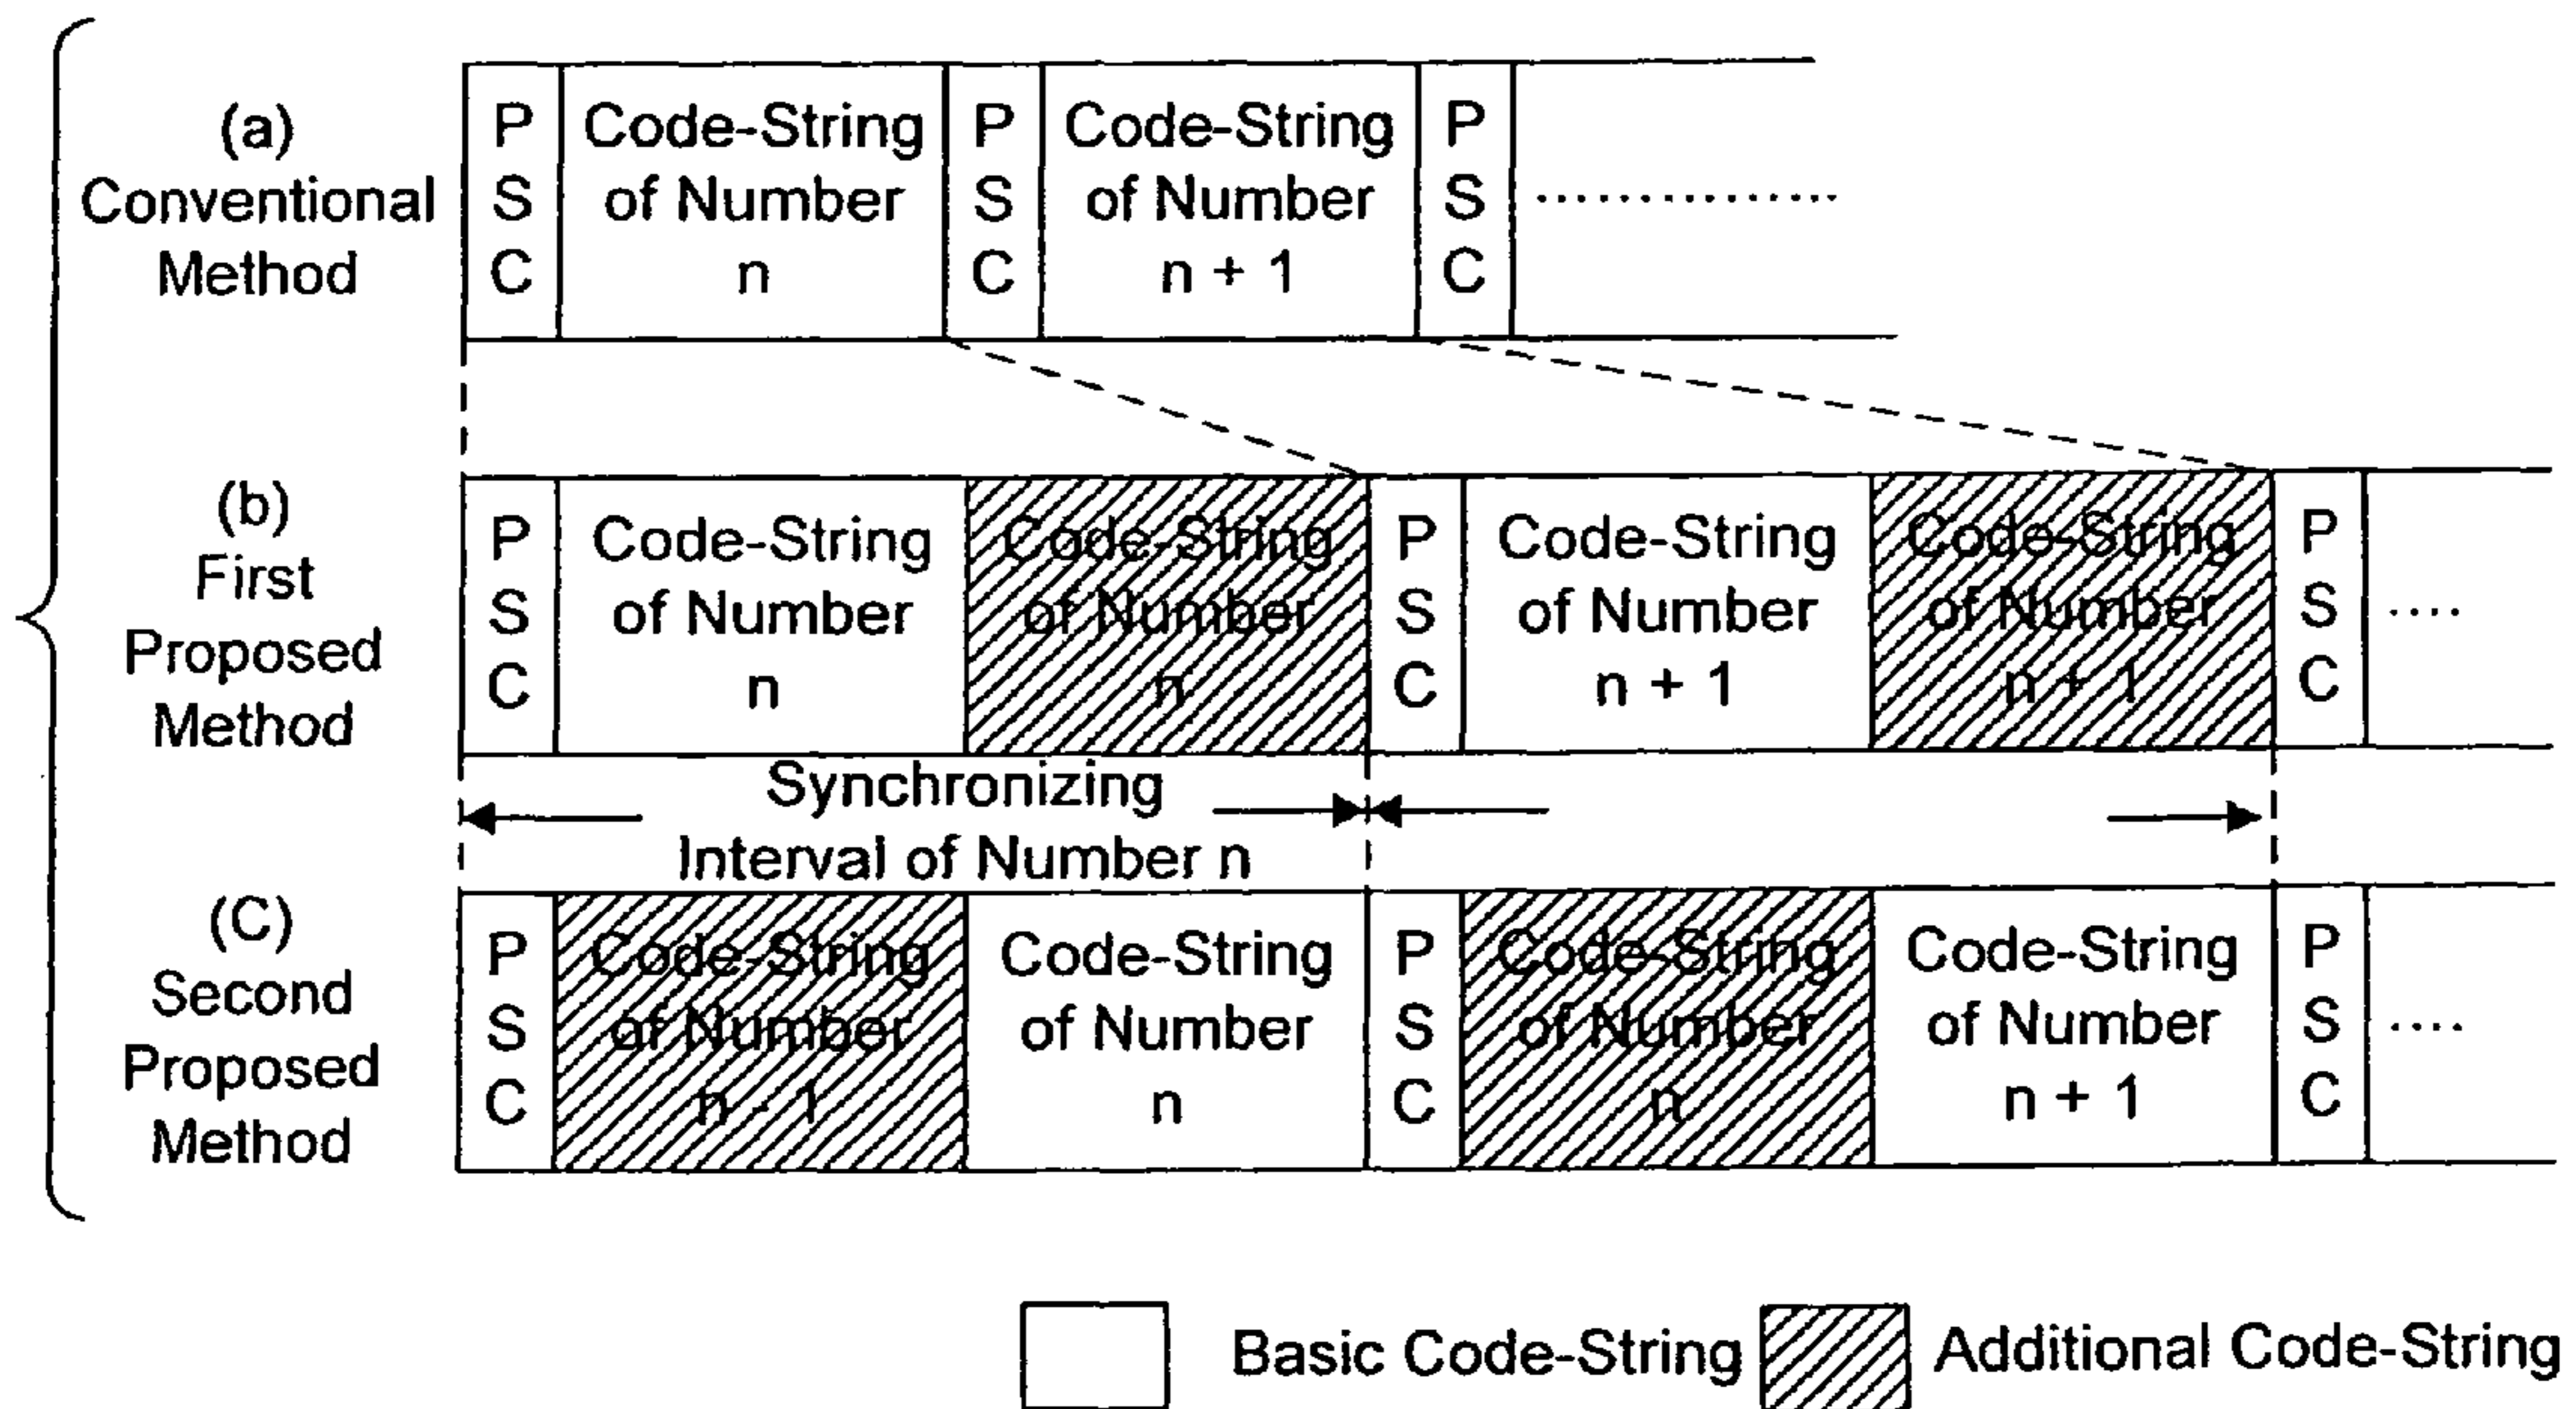 (a)
Conventional
Method
P
S
C
Code-String
of Number
n
P
S
C
Code-String
of Number
n + 1
P
S
C
...............
(b)
First
Proposed
Method
P
S
C
Code-String
of Number
n
Code-String
of Number
n
P
S
C
Code-String
of Number
n + 1
Code-String
of Number
n + 1
P
S
C
....
Synchronizing
Interval of Number n
(C)
Second
Proposed
Method
P
S
C
Code-String
of Number
n - 1
Code-String
of Number
n
P
S
C
Code-String
of Number
n
Code-String
of Number
n + 1
P
S
C
....
Basic Code-String
Additional Code-String